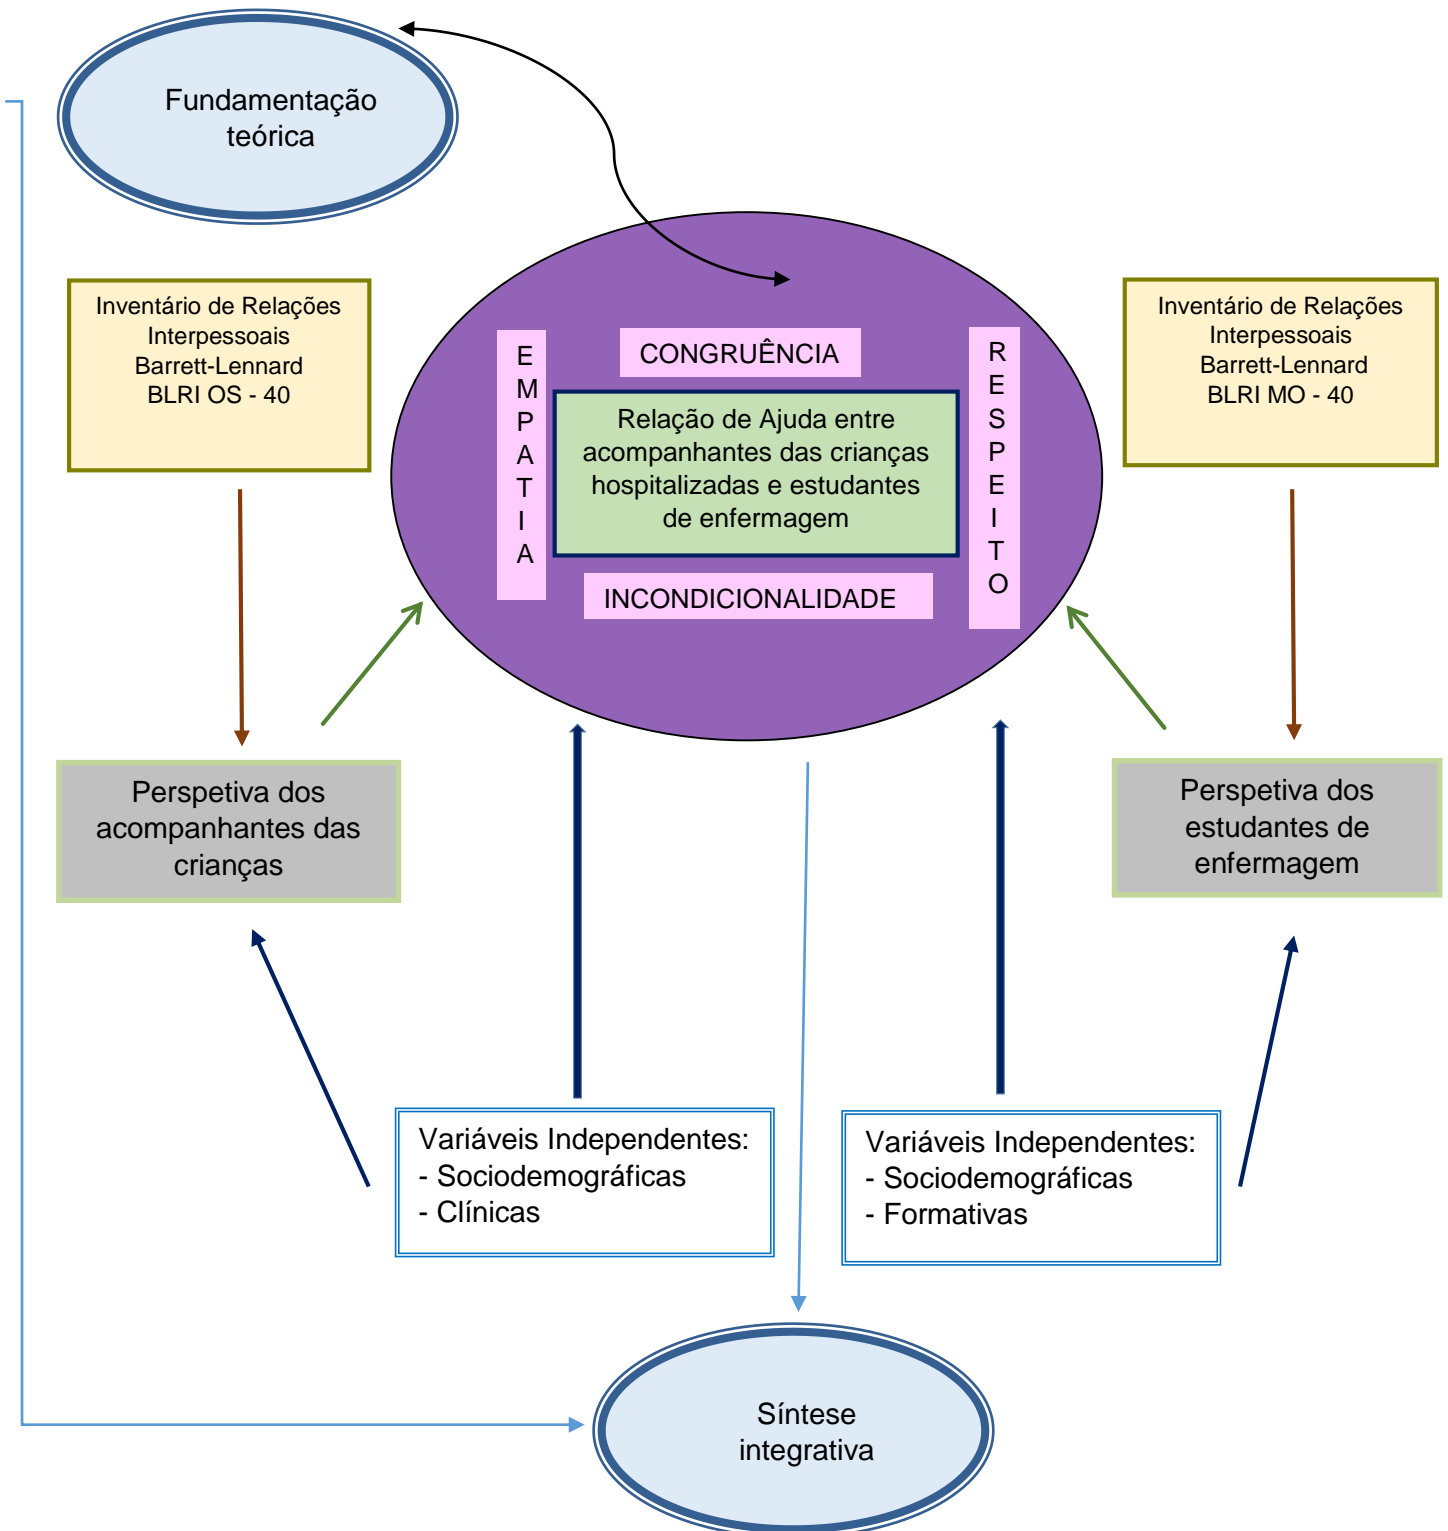 Fundamentação
teórica
Inventário de Relações
Interpessoais
Barrett-Lennard
BLRI OS - 40
Inventário de Relações
Interpessoais
Barrett-Lennard
BLRI MO - 40
EMPATIA
CONGRUÊNCIA
RESPEITO
Relação de Ajuda entre
acompanhantes das crianças
hospitalizadas e estudantes
de enfermagem
INCONDICIONALIDADE
Perspetiva dos
acompanhantes das
crianças
Perspetiva dos
estudantes de
enfermagem
Variáveis Independentes:
- Sociodemográficas
- Clínicas
Variáveis Independentes:
- Sociodemográficas
- Formativas
Síntese
integrativa